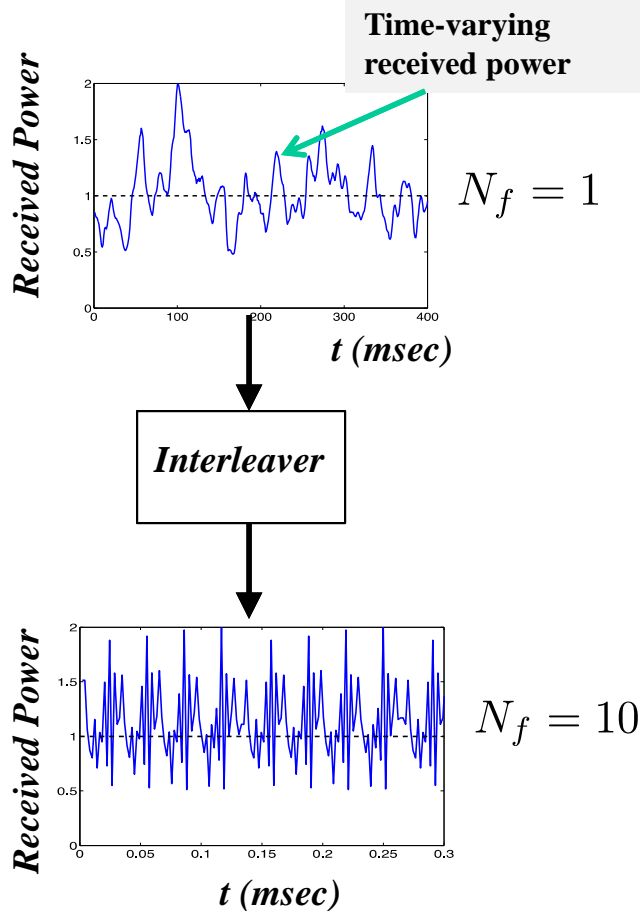 Time-varying
received power
Received Power
2
1.5
1
0.5
0
0
100
200
300
400
N_f = 1
t (msec)
Interleaver
Received Power
2
1.5
1
0.5
0
0
0.05
0.1
0.15
0.2
0.25
0.3
N_f = 10
t (msec)